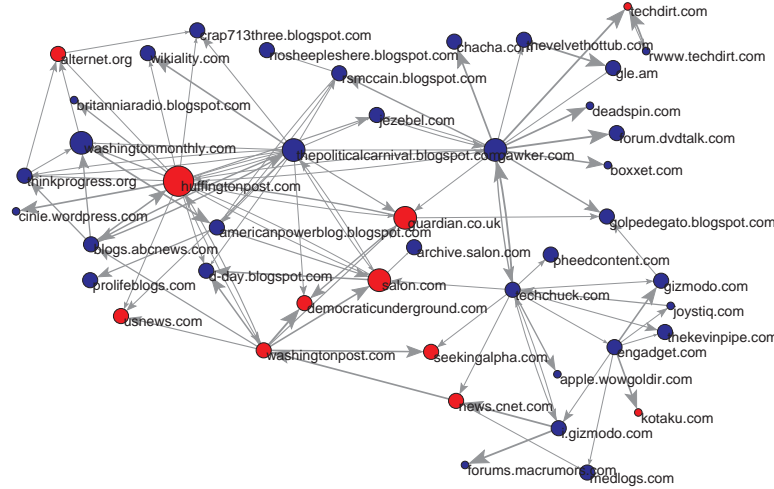 techdirt.com
crap713three.blogspot.com
chacha.com
thevelvethottub.com
rww.techdirt.com
alternet.org
wikiality.com
nosheepleshere.blogspot.com
rsmccain.blogspot.com
gle.am
britanniaradio.blogspot.com
jezebel.com
deadspin.com
forum.dvdtalk.com
washingtonmonthly.com
thepoliticalcarnival.blogspot.com
gawker.com
boxxet.com
thinkprogress.org
huffingtonpost.com
cinie.wordpress.com
guardian.co.uk
golpedegato.blogspot.com
americanpowerblog.blogspot.com
blogs.abcnews.com
archive.salon.com
pheedcontent.com
prolifeblogs.com
d-day.blogspot.com
salon.com
techchuck.com
gizmodo.com
usnews.com
democraticunderground.com
joystiq.com
thekevinpipe.com
washingtonpost.com
seekingalpha.com
engadget.com
apple.wowgoldir.com
news.cnet.com
kotaku.com
i.gizmodo.com
forums.macrumors.com
medlogs.com